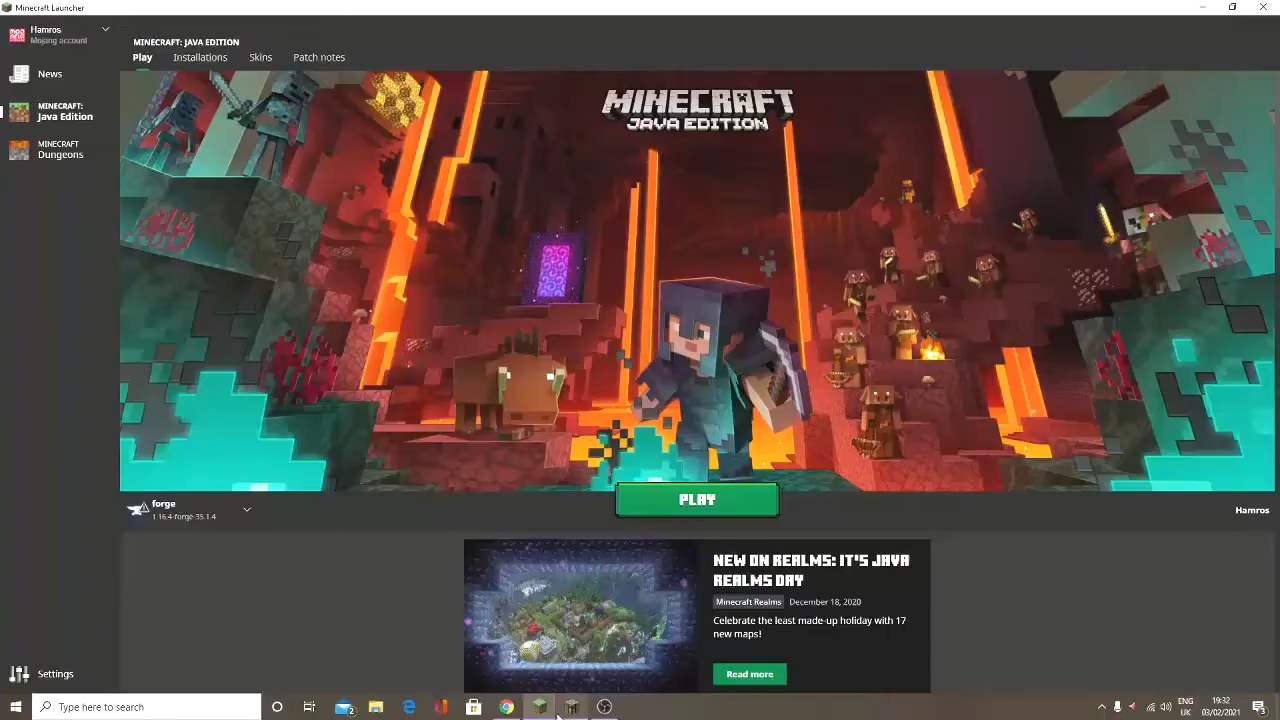 Minecraft Launcher
Hamros
Mojang account
News
MINECRAFT:
Java Edition
MINECRAFT
Dungeons
Settings
MINECRAFT: JAVA EDITION
Play Installations Skins Patch notes
MINECRAFT
JAVA EDITION
forge
1 16.4-forge-35.1.4
PLAY
Hamros
NEW ON REALMS: IT'S JAVA
REALMS DAY
Minecraft Realms December 18, 2020
Celebrate the least made-up holiday with 17
new maps!
Read more
Type here to search
2
ENG
UK
19:32
03/02/2021